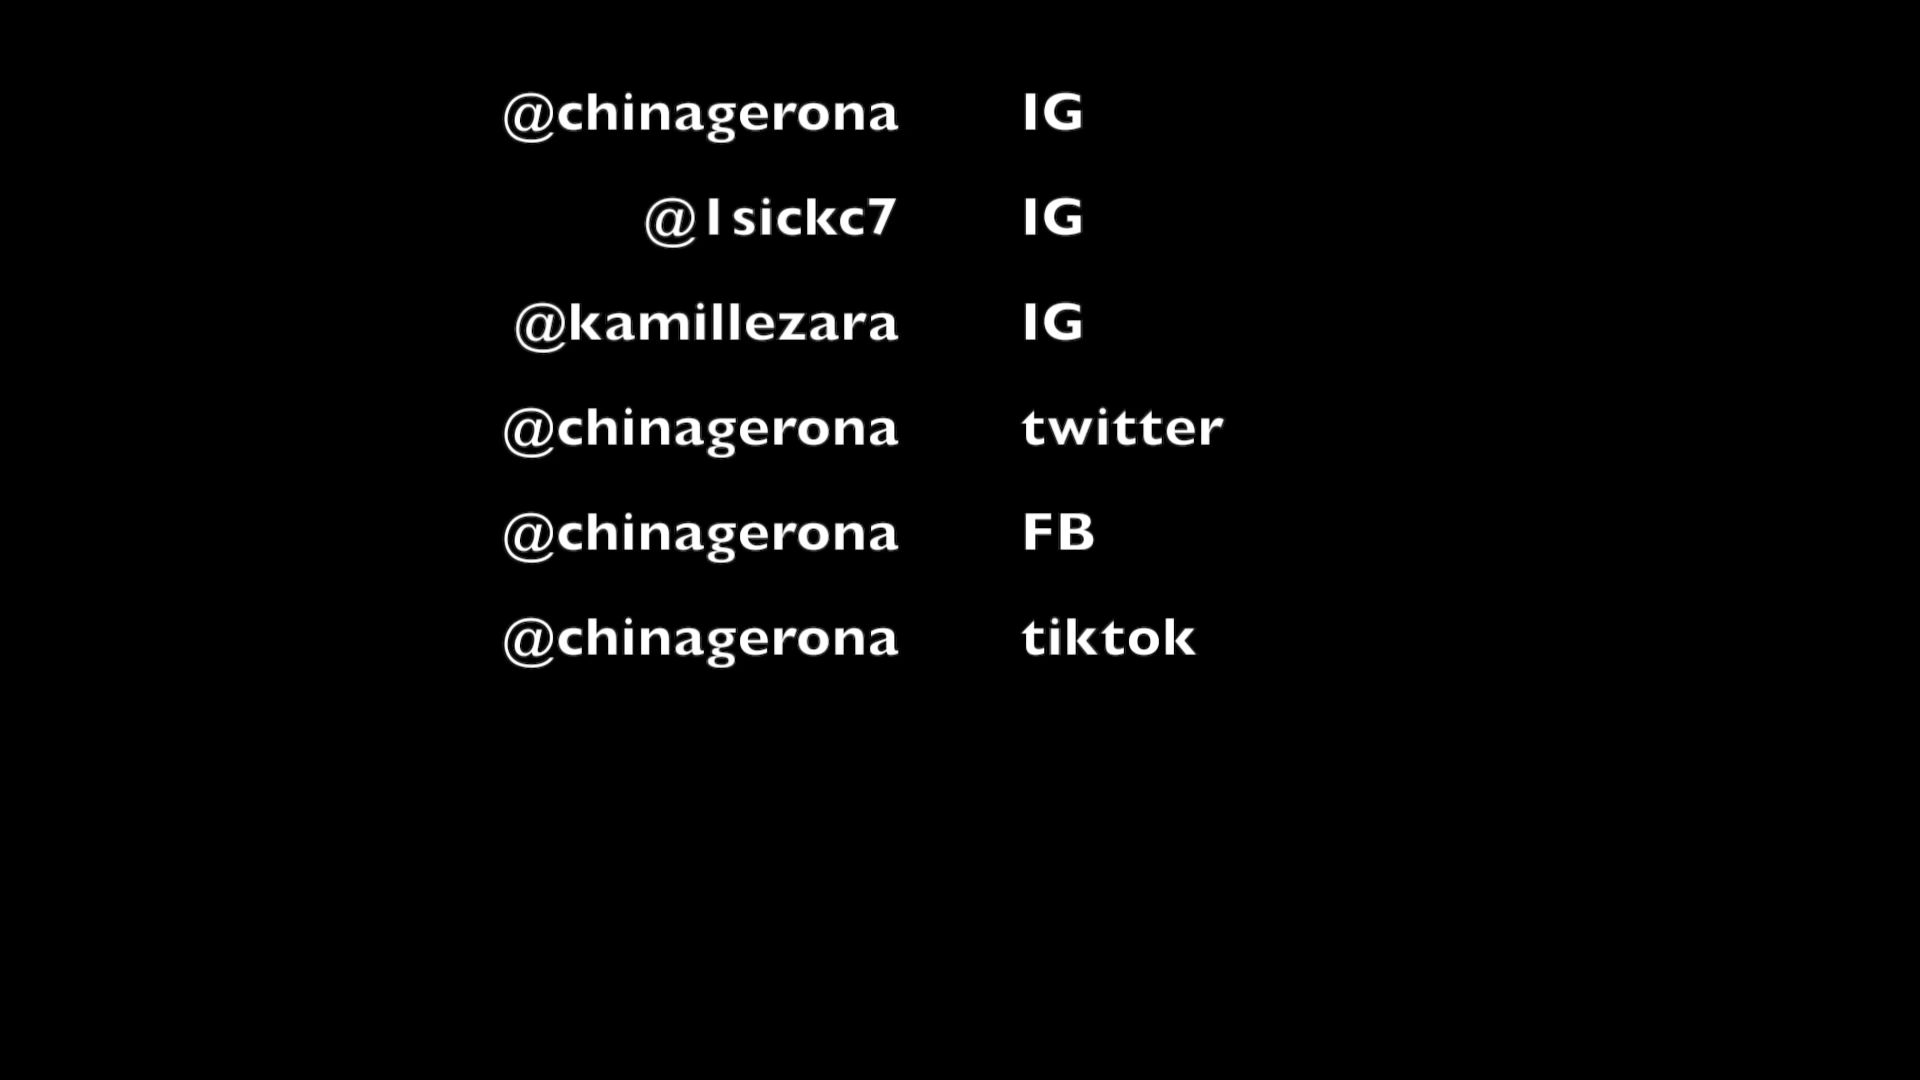 @chinagerona IG
@1sickc7 IG
@kamillezara IG
@chinagerona twitter
@chinagerona FB
@chinagerona tiktok